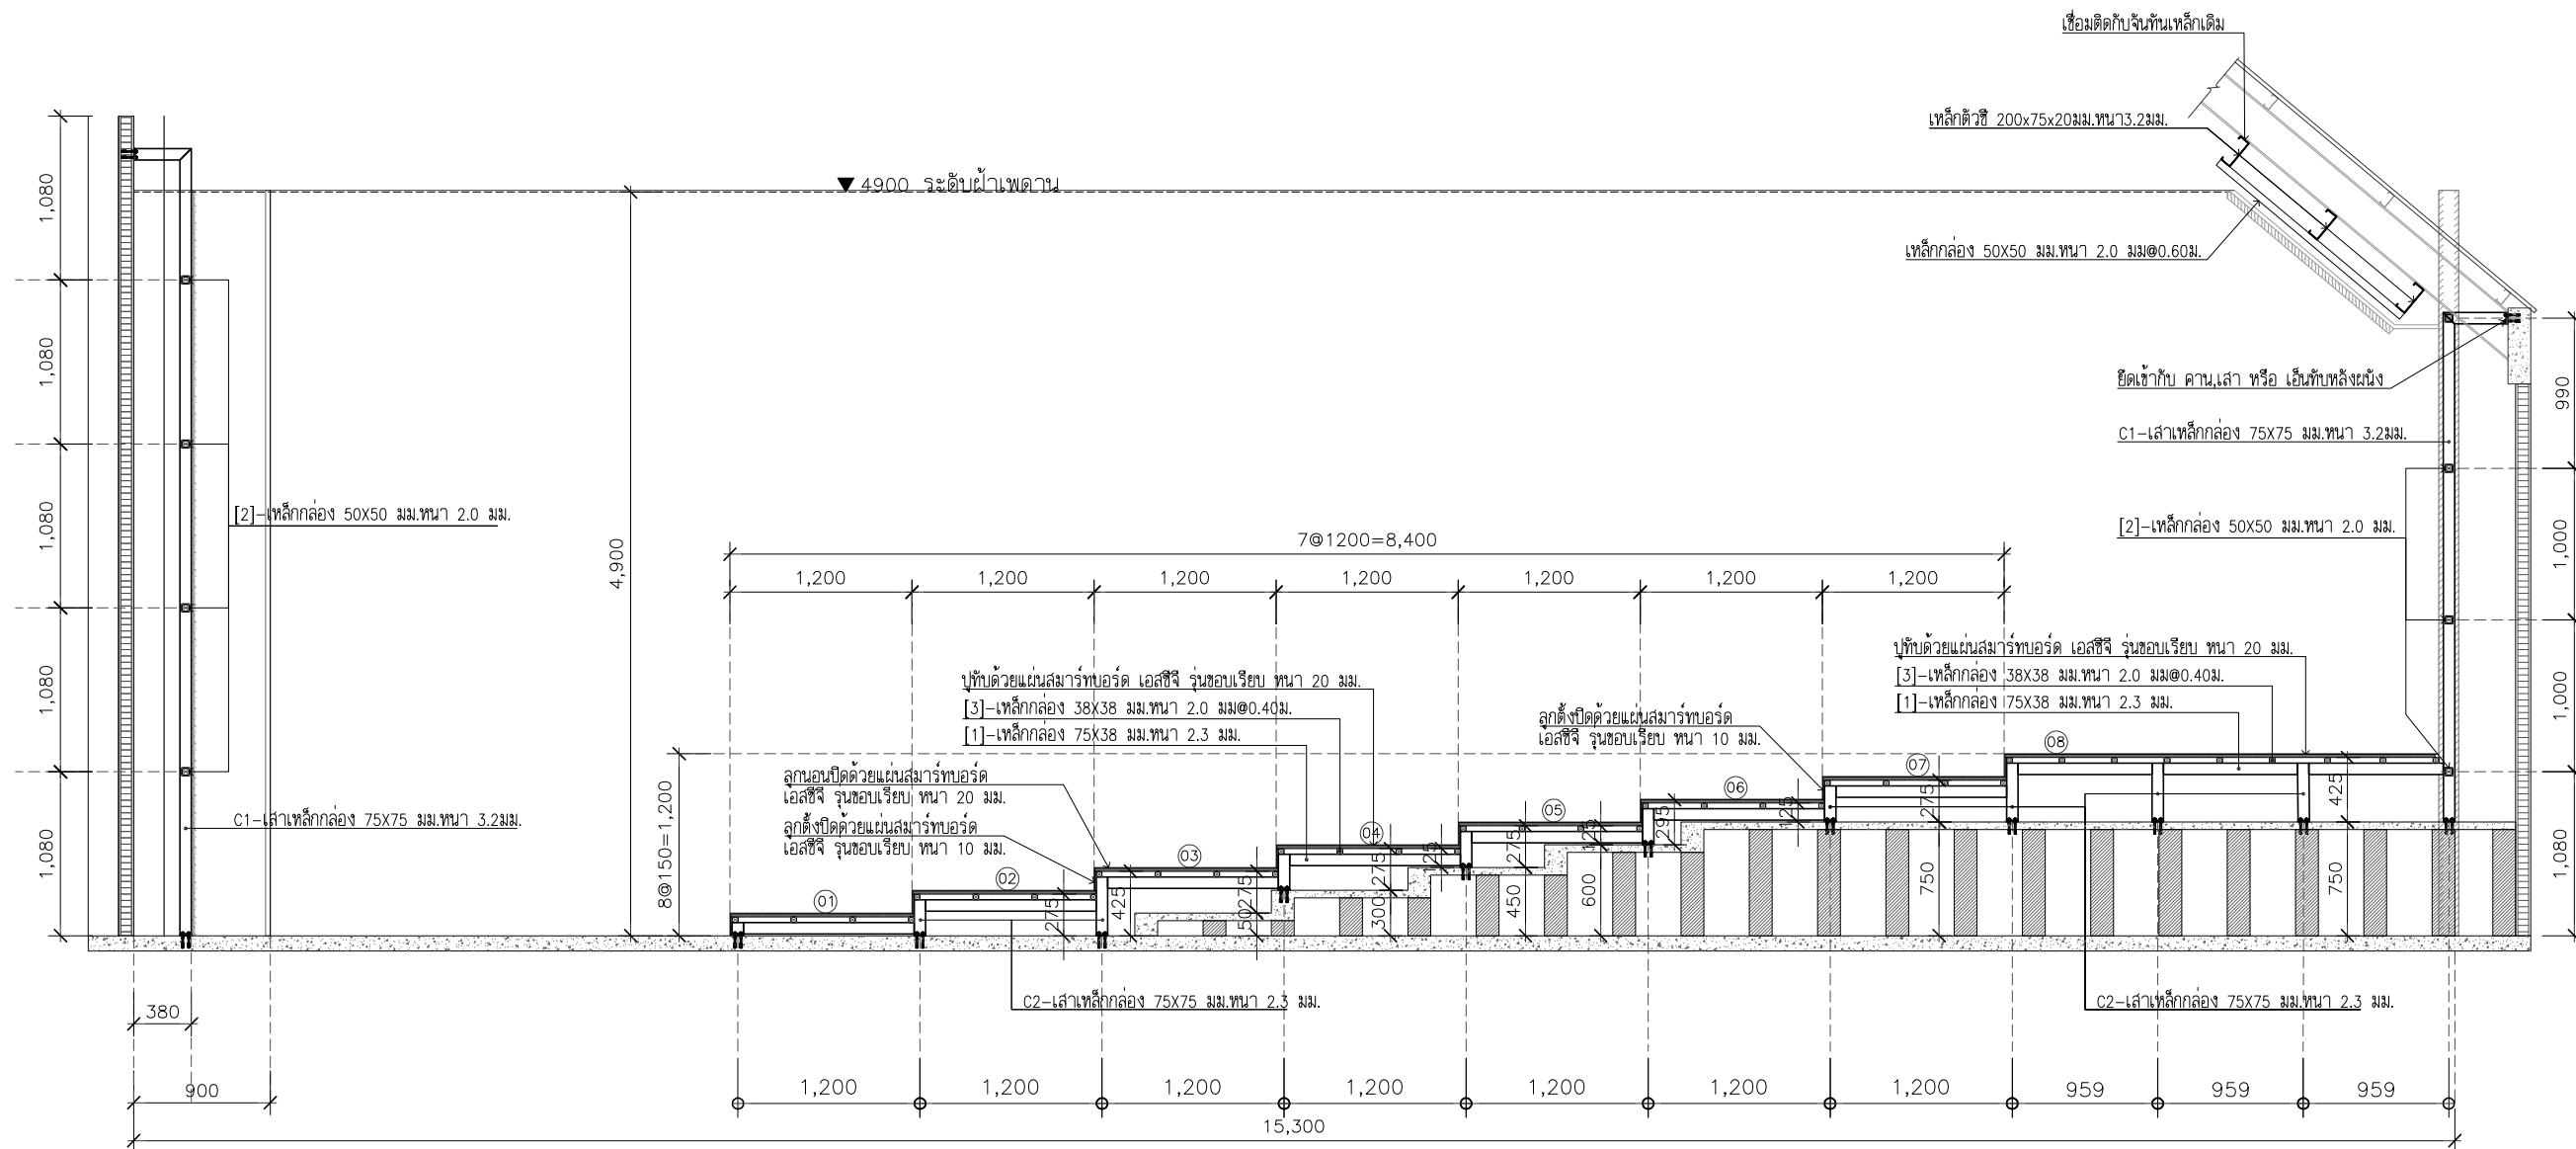 เชื่อมติดกับจันทันเหล็กเดิม
เหล็กตัวซี 200x75x20มม.หนา3.2มม.
4900 ระดับฝ้าเพดาน
เหล็กกล่อง 50X50 มม.หนา 2.0 มม@0.60ม.
ยึดเข้ากับ คาน,เสา หรือ เอ็นทับหลังผนัง
C1-เสาเหล็กกล่อง 75X75 มม.หนา 3.2มม.
[2]-เหล็กกล่อง 50X50 มม.หนา 2.0 มม.
[2]-เหล็กกล่อง 50X50 มม.หนา 2.0 มม.
1,080
1,080
1,080
1,080
1,080
4,900
990
1,000
1,000
1,080
7@1200=8,400
1,200 1,200 1,200 1,200 1,200 1,200 1,200
ปูทับด้วยแผ่นสมาร์ทบอร์ด เอสซีจี รุ่นขอบเรียบ หนา 20 มม.
[3]-เหล็กกล่อง 38X38 มม.หนา 2.0 มม@0.40ม.
[1]-เหล็กกล่อง 75X38 มม.หนา 2.3 มม.
ปูทับด้วยแผ่นสมาร์ทบอร์ด เอสซีจี รุ่นขอบเรียบ หนา 20 มม.
[3]-เหล็กกล่อง 38X38 มม.หนา 2.0 มม@0.40ม.
[1]-เหล็กกล่อง 75X38 มม.หนา 2.3 มม.
ลูกตั้งปิดด้วยแผ่นสมาร์ทบอร์ด
เอสซีจี รุ่นขอบเรียบ หนา 10 มม.
ลูกนอนปิดด้วยแผ่นสมาร์ทบอร์ด
เอสซีจี รุ่นขอบเรียบ หนา 20 มม.
ลูกตั้งปิดด้วยแผ่นสมาร์ทบอร์ด
เอสซีจี รุ่นขอบเรียบ หนา 10 มม.
C1-เสาเหล็กกล่อง 75X75 มม.หนา 3.2มม.
8@150=1,200
01 02 03 04 05 06 07 08
275 425 275 275 125 275 125 295 125 275 425
300 450 600 750 750
C2-เสาเหล็กกล่อง 75X75 มม.หนา 2.3 มม.
C2-เสาเหล็กกล่อง 75X75 มม.หนา 2.3 มม.
380
900
1,200 1,200 1,200 1,200 1,200 1,200 1,200 959 959 959
15,300